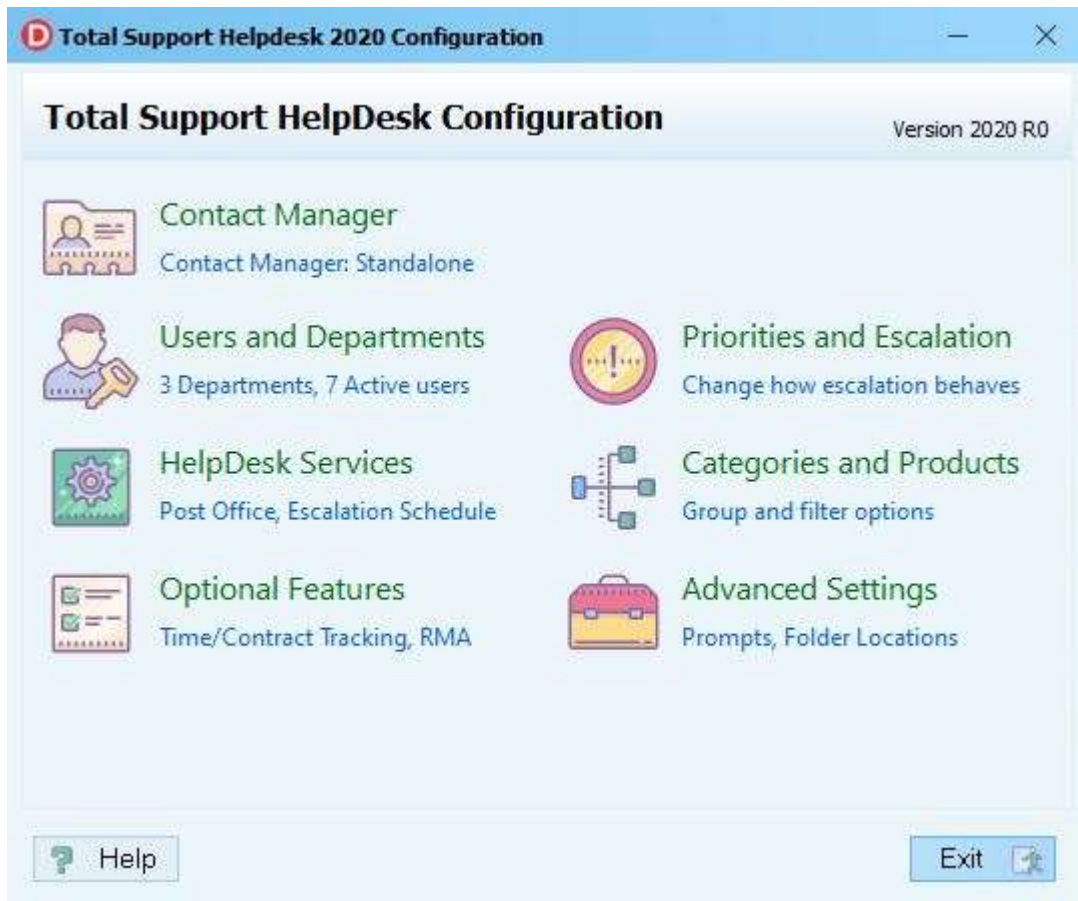 Total Support Helpdesk 2020 Configuration
Total Support HelpDesk Configuration
Version 2020 R0
Contact Manager
Contact Manager: Standalone
Users and Departments
3 Departments, 7 Active users
Priorities and Escalation
Change how escalation behaves
HelpDesk Services
Post Office, Escalation Schedule
Categories and Products
Group and filter options
Optional Features
Time/Contract Tracking, RMA
Advanced Settings
Prompts, Folder Locations
? Help
Exit